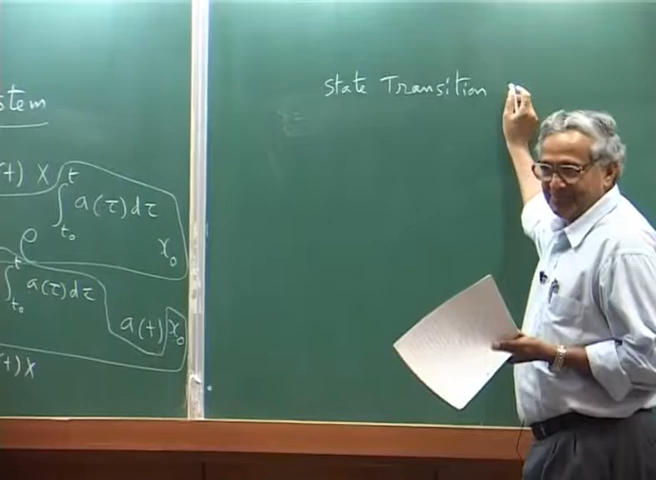 stem
(t) x
∫ t t₀ a(τ)dτ x₀
e
∫ t t₀ a(τ)dτ a(t) x₀
(t) x
State Transition